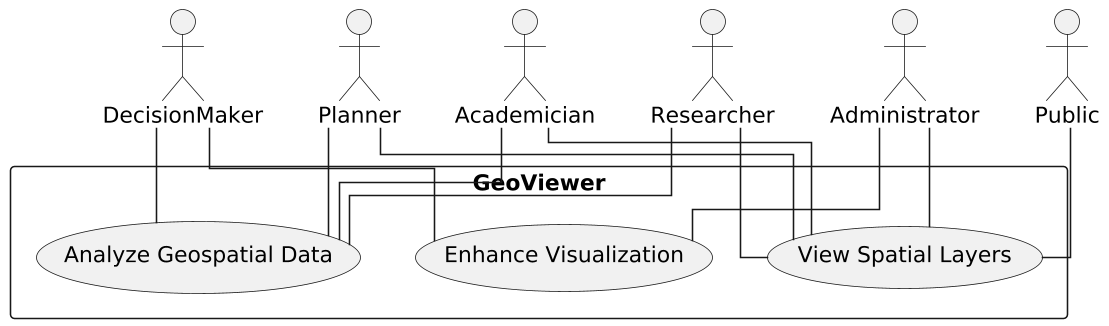 DecisionMaker
Planner
Academician
Researcher
Administrator
Public
GeoViewer
Analyze Geospatial Data
Enhance Visualization
View Spatial Layers